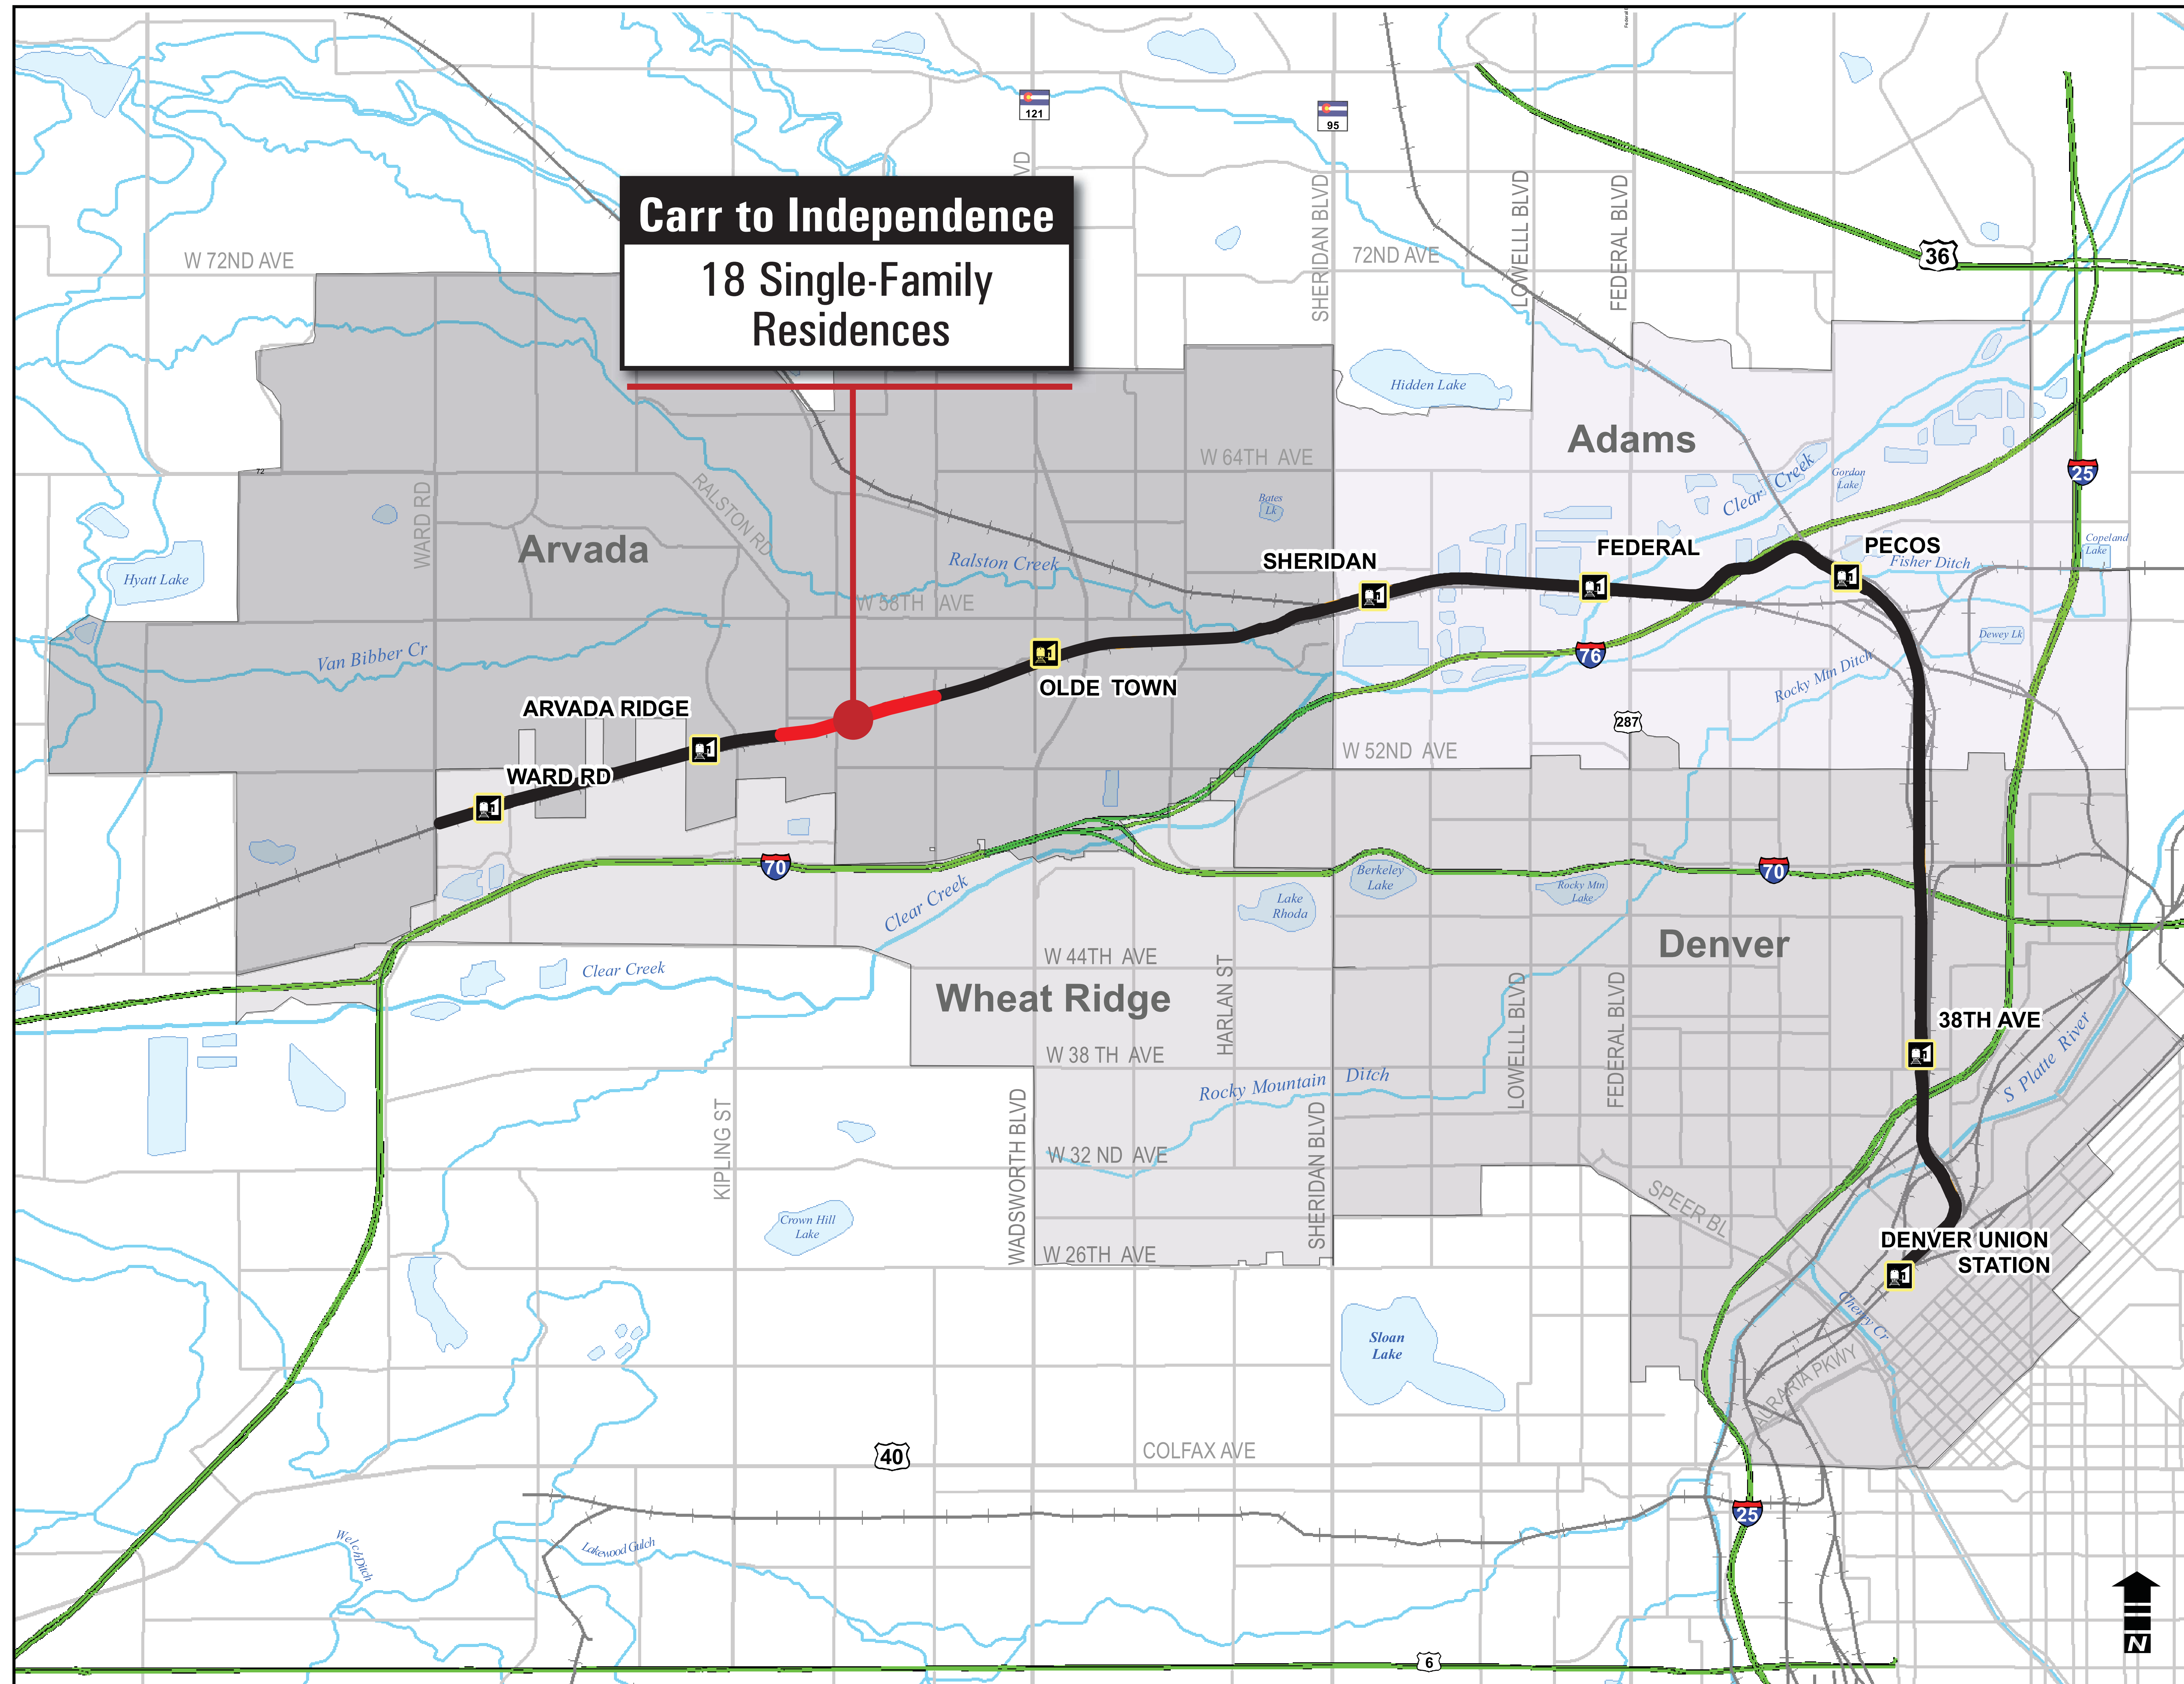 121
95
VD
Carr to Independence
18 Single-Family
Residences
SHERIDAN BLVD
LOWELLL BLVD
FEDERAL BLVD
36
W 72ND AVE
72ND AVE
Hidden Lake
Adams
W 64TH AVE
72
25
WARD RD
RALSTON RD
Bates
Lk
Clear Creek
Gordon
Lake
Arvada
Ralston Creek
SHERIDAN
FEDERAL
PECOS
Fisher Ditch
Copeland
Lake
Hyatt Lake
W 58TH AVE
Dewey Lk
Van Bibber Cr
76
Rocky Mtn Ditch
OLDE TOWN
ARVADA RIDGE
287
W 52ND AVE
WARD RD
70
Berkeley
Lake
70
Rocky Mtn
Lake
Clear Creek
Lake
Rhoda
Denver
W 44TH AVE
Clear Creek
Wheat Ridge
HARLAN ST
LOWELLL BLVD
FEDERAL BLVD
38TH AVE
W 38 TH AVE
S Platte River
Rocky Mountain Ditch
KIPLING ST
WADSWORTH BLVD
SHERIDAN BLVD
W 32 ND AVE
SPEER BL
Crown Hill
Lake
W 26TH AVE
DENVER UNION
STATION
Cherry Cr
Sloan
Lake
AURARIA PKWY
40
COLFAX AVE
25
Welch Ditch
Lakewood Gulch
6
N